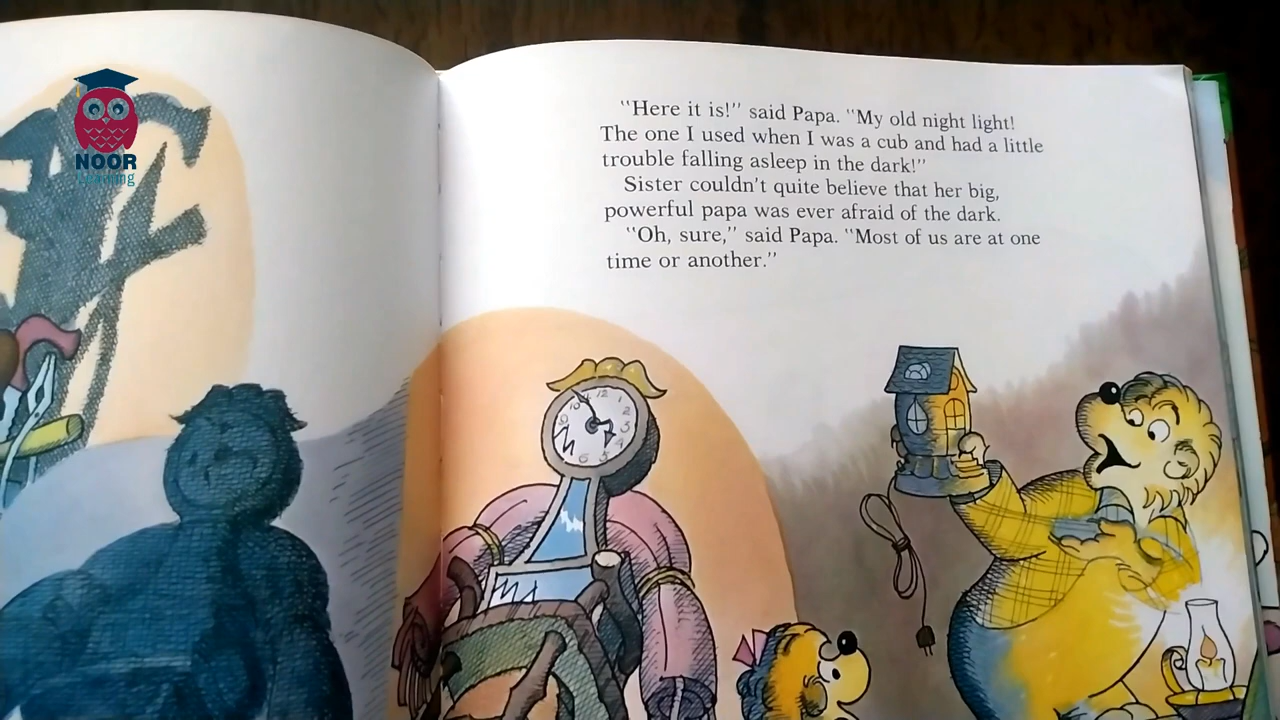 NOOR
Learning
"Here it is!" said Papa. "My old night light!
The one I used when I was a cub and had a little
trouble falling asleep in the dark!"
Sister couldn't quite believe that her big,
powerful papa was ever afraid of the dark.
"Oh, sure," said Papa. "Most of us are at one
time or another."